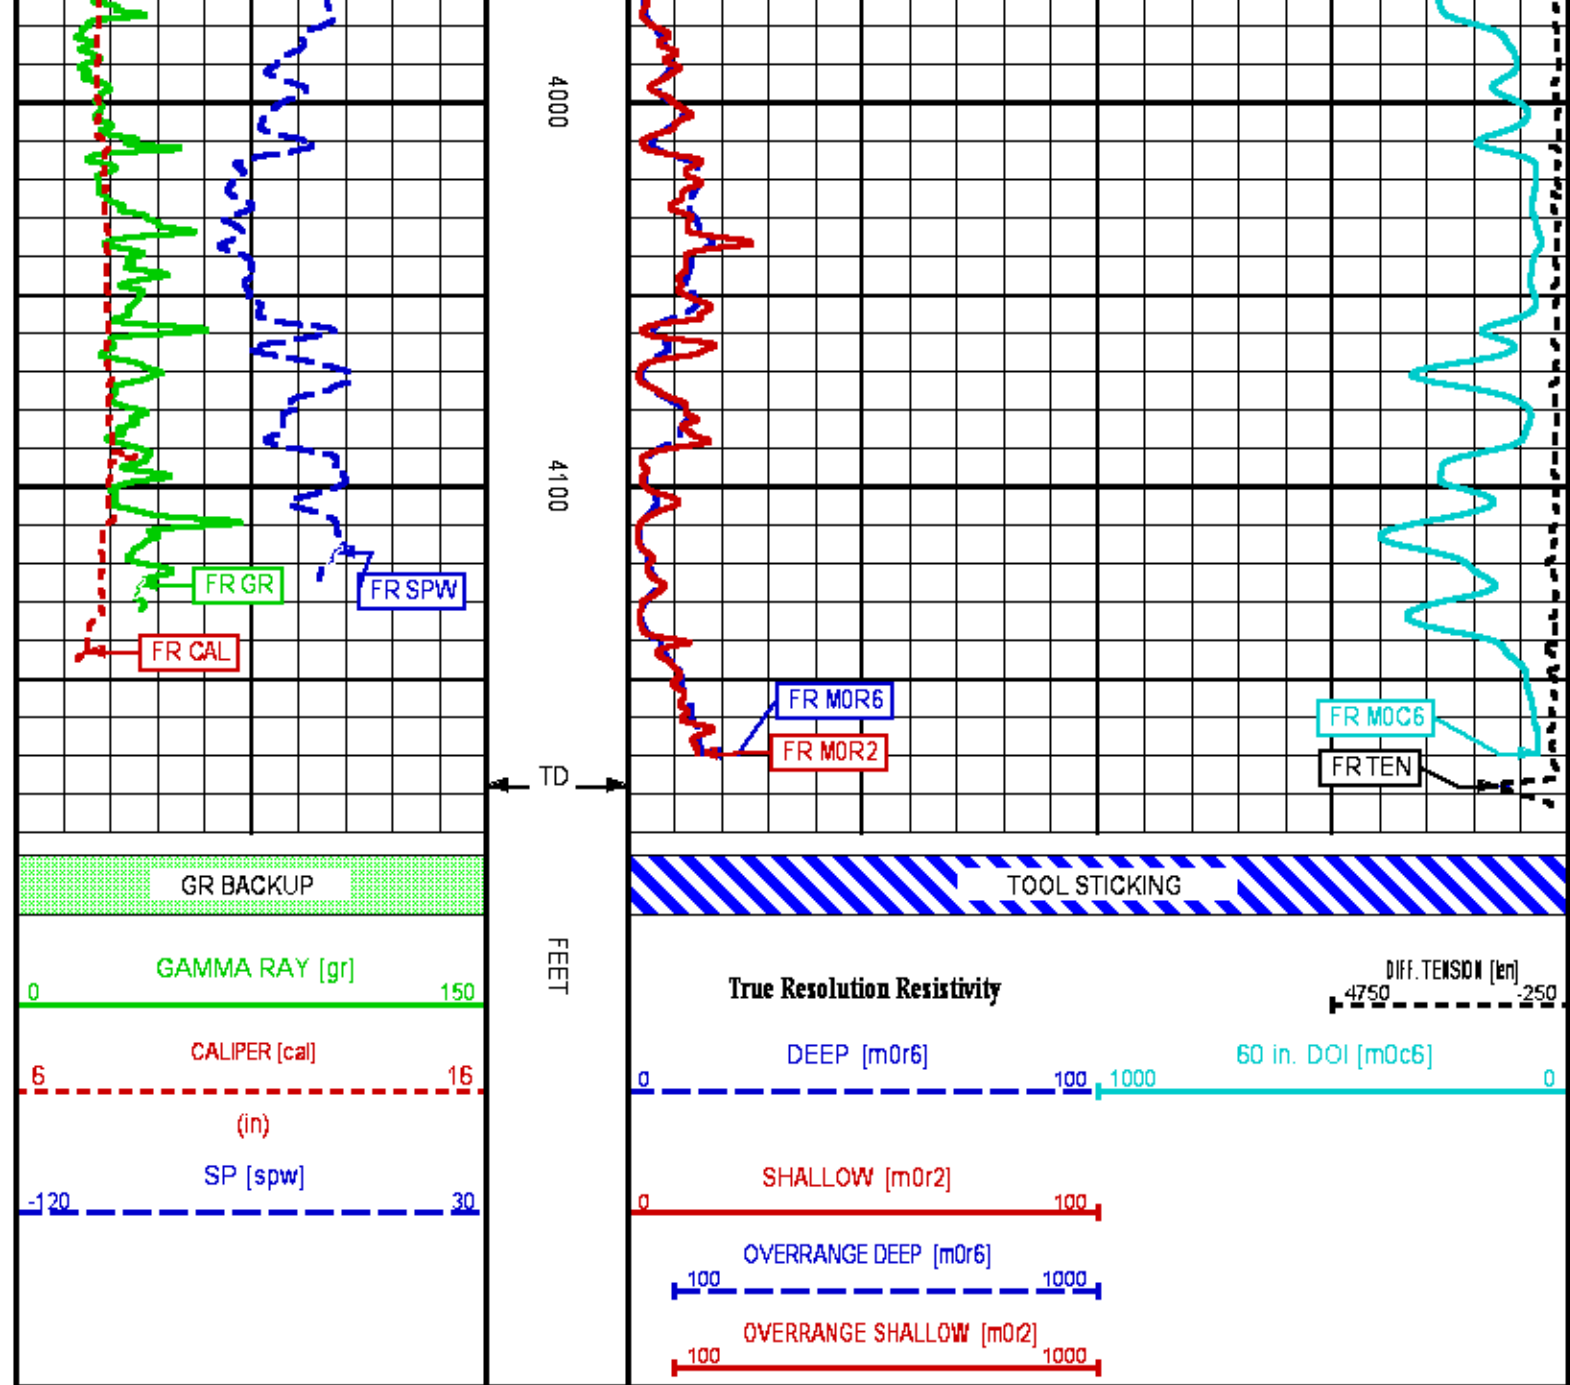 4000
4100
FR GR
FR SPW
FR CAL
FR M0R6
FR M0R2
FR M0C6
FR TEN
TD
GR BACKUP
TOOL STICKING
FEET
GAMMA RAY [gr]
0 150
CALIPER [cal]
6 16
(in)
SP [spw]
-120 30
True Resolution Resistivity
DIFF. TENSION [ten]
4750 -250
DEEP [m0r6]
0 100
60 in. DOI [m0c6]
1000 0
SHALLOW [m0r2]
0 100
OVERRANGE DEEP [m0r6]
100 1000
OVERRANGE SHALLOW [m0r2]
100 1000